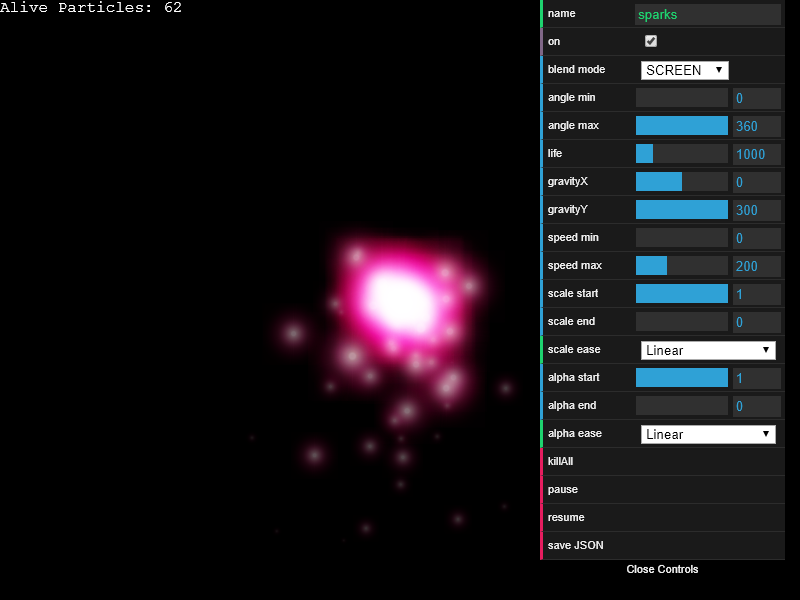 Alive Particles: 62
name sparks
on
blend mode SCREEN
angle min 0
angle max 360
life 1000
gravityX 0
gravityY 300
speed min 0
speed max 200
scale start 1
scale end 0
scale ease Linear
alpha start 1
alpha end 0
alpha ease Linear
killAll
pause
resume
save JSON
Close Controls